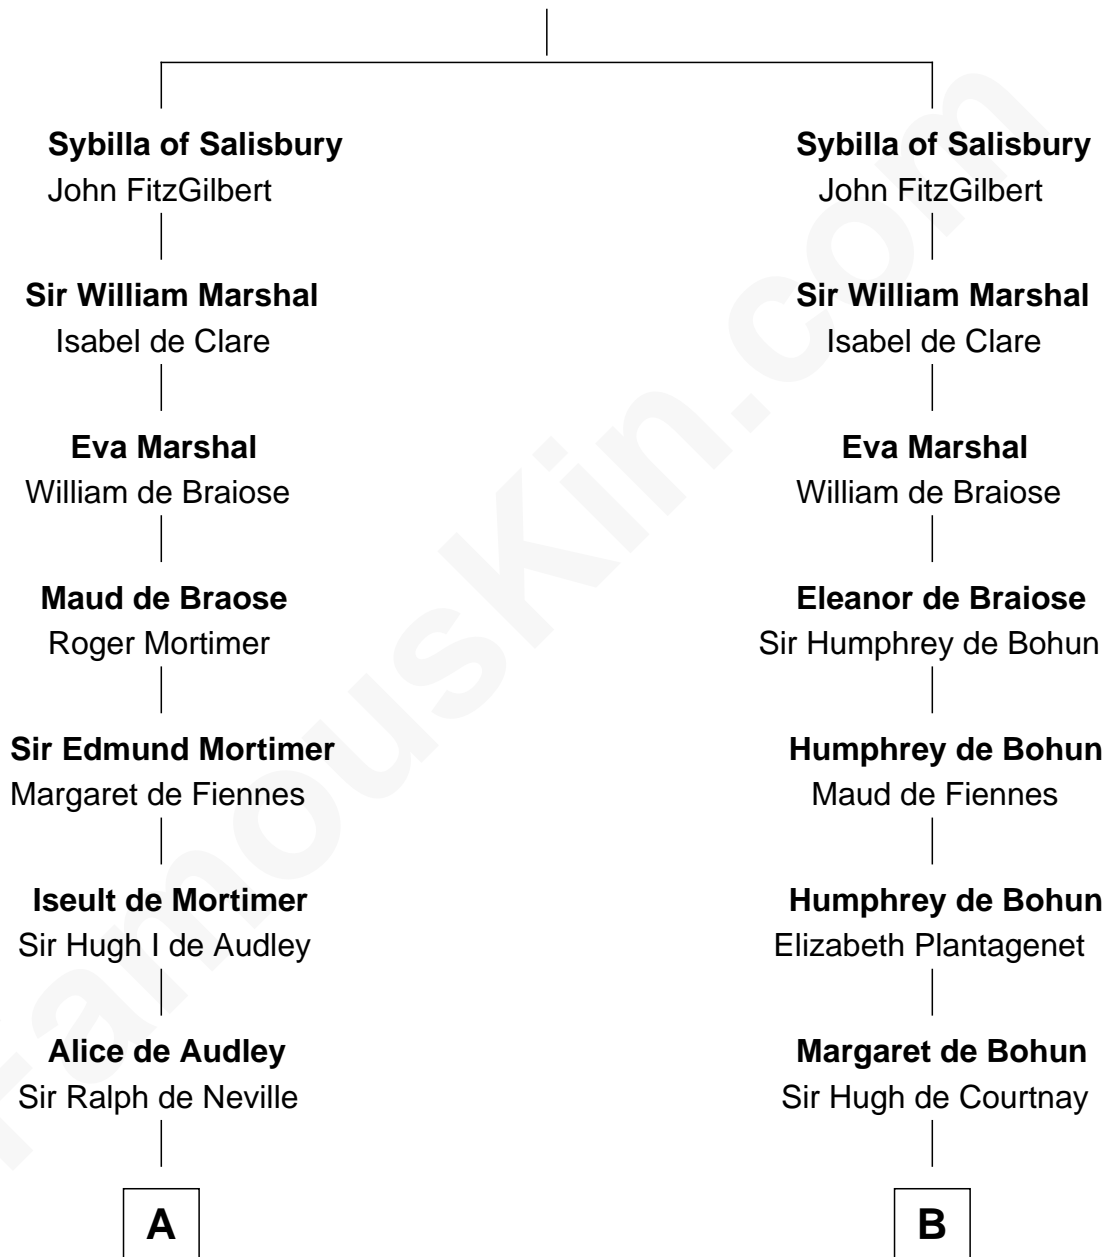 Sybilla of Salisbury
John FitzGilbert
Sir William Marshal
Isabel de Clare
Eva Marshal
William de Braiose
Maud de Braose
Roger Mortimer
Sir Edmund Mortimer
Margaret de Fiennes
Iseult de Mortimer
Sir Hugh I de Audley
Alice de Audley
Sir Ralph de Neville
A
Sybilla of Salisbury
John FitzGilbert
Sir William Marshal
Isabel de Clare
Eva Marshal
William de Braiose
Eleanor de Braiose
Sir Humphrey de Bohun
Humphrey de Bohun
Maud de Fiennes
Humphrey de Bohun
Elizabeth Plantagenet
Margaret de Bohun
Sir Hugh de Courtnay
B
FamousKin.com